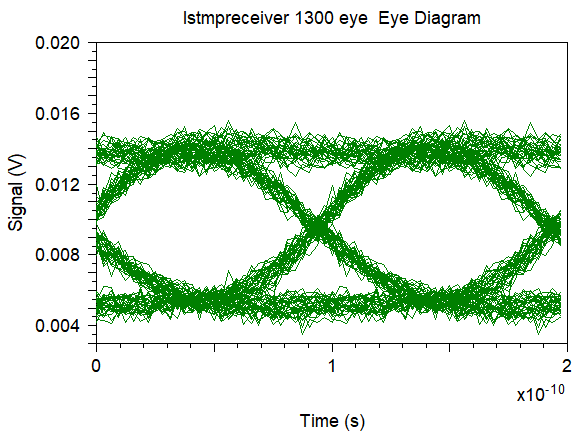 lstmpreceiver 1300 eye  Eye Diagram
0.020
0.016
0.012
0.008
0.004
Signal (V)
0
1
2
x10-10
Time (s)